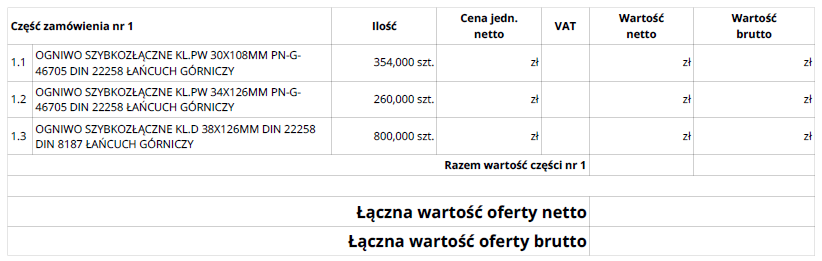 Część zamówienia nr 1 Ilość Cena jedn. netto VAT Wartość netto Wartość brutto
1.1 OGNIWO SZYBKOZŁĄCZNE KL.PW 30X108MM PN-G-
46705 DIN 22258 ŁAŃCUCH GÓRNICZY 354,000 szt. zł zł zł
1.2 OGNIWO SZYBKOZŁĄCZNE KL.PW 34X126MM PN-G-
46705 DIN 22258 ŁAŃCUCH GÓRNICZY 260,000 szt. zł zł zł
1.3 OGNIWO SZYBKOZŁĄCZNE KL.D 38X126MM DIN 22258
DIN 8187 ŁAŃCUCH GÓRNICZY 800,000 szt. zł zł zł
Razem wartość części nr 1
Łączna wartość oferty netto
Łączna wartość oferty brutto